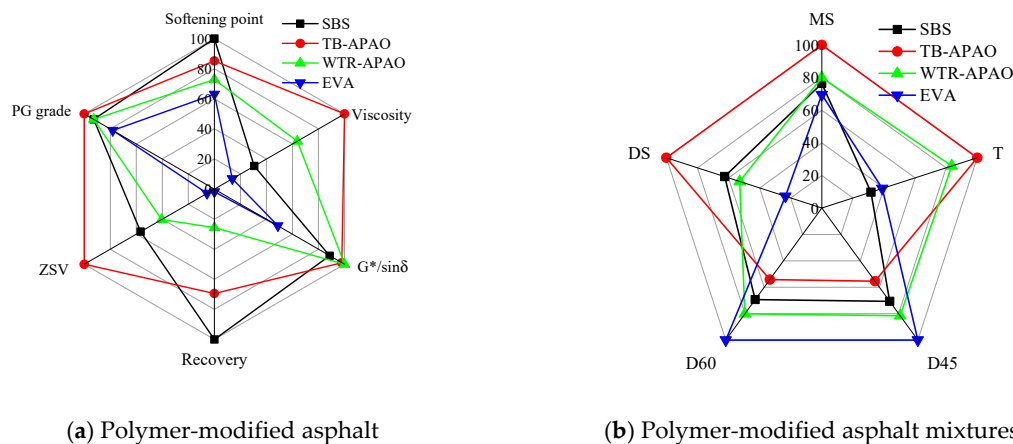 Softening point
SBS
TB-APAO
WTR-APAO
EVA
100
80
60
40
20
0
PG grade
Viscosity
ZSV
G*/sinδ
Recovery
(a) Polymer-modified asphalt
MS
SBS
TB-APAO
WTR-APAO
EVA
100
80
60
40
20
0
DS
T
D60
D45
(b) Polymer-modified asphalt mixtures